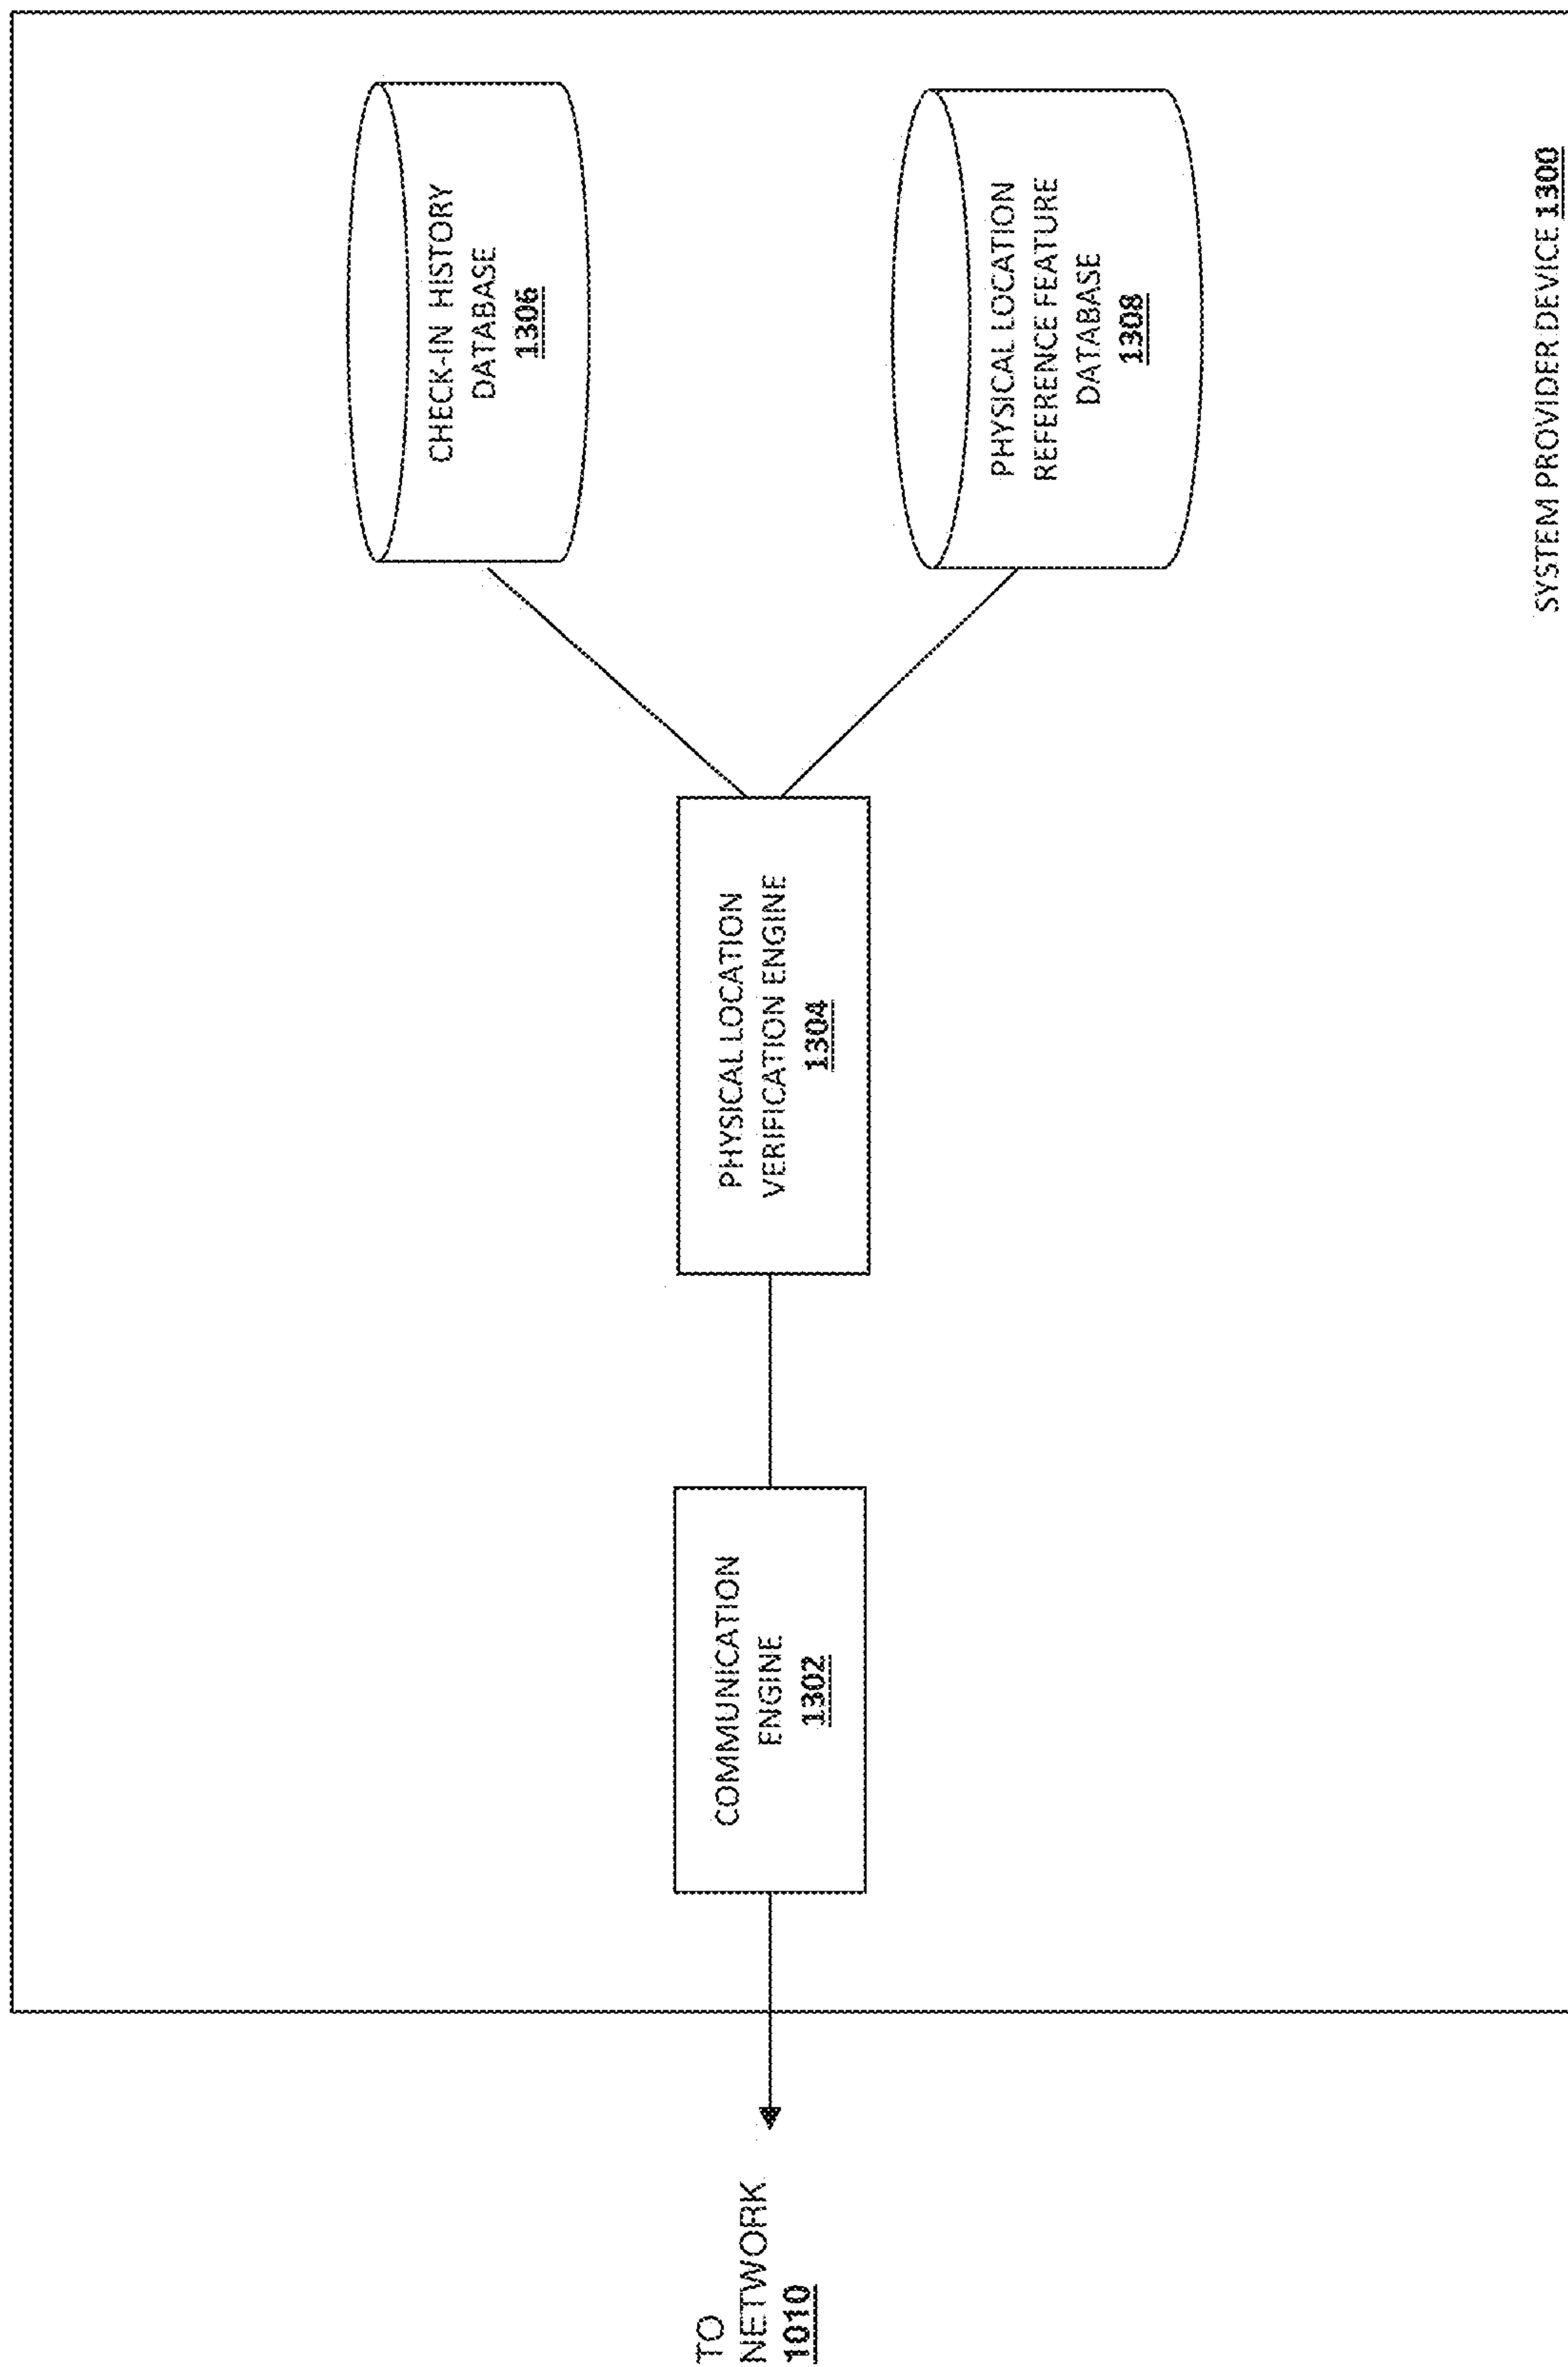 TO
NETWORK
1010
COMMUNICATION
ENGINE
1302
PHYSICAL LOCATION
VERIFICATION ENGINE
1304
CHECK-IN HISTORY
DATABASE
1306
PHYSICAL LOCATION
REFERENCE FEATURE
DATABASE
1308
SYSTEM PROVIDER DEVICE 1300